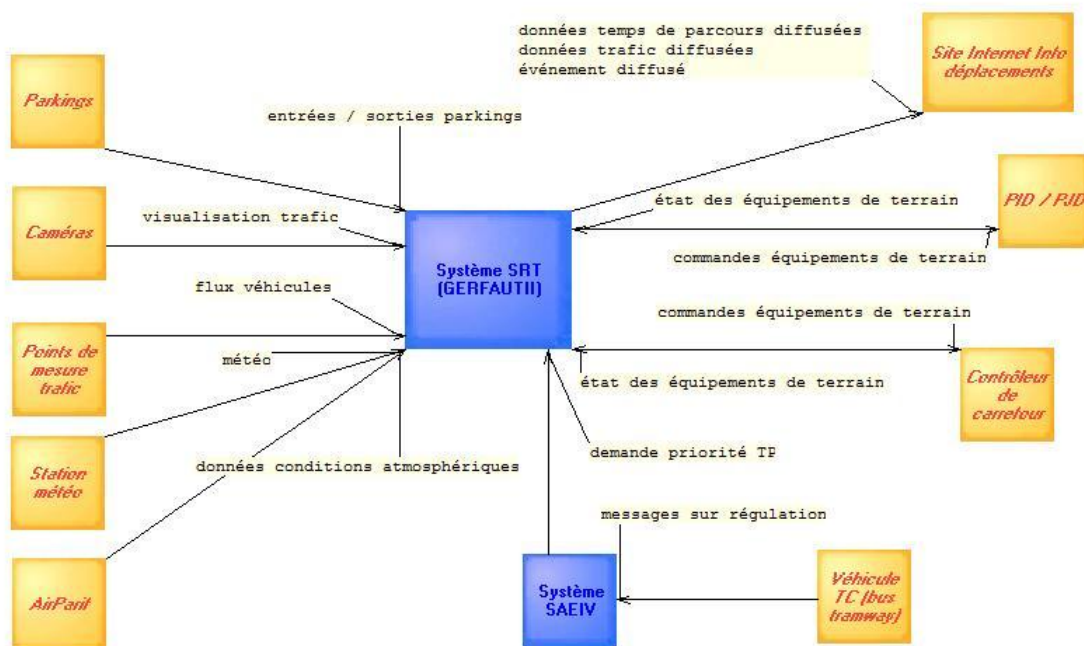 données temps de parcours diffusées
données trafic diffusées
événement diffusé
Site Internet Info
déplacements
Parkings
entrées / sorties parkings
Caméras
visualisation trafic
état des équipements de terrain
PID / PJD
Système SRT
(GERFAUTII)
commandes équipements de terrain
flux véhicules
commandes équipements de terrain
Points de
mesure
trafic
météo
état des équipements de terrain
Contrôleur
de
carrefour
Station
météo
données conditions atmosphériques
demande priorité TP
messages sur régulation
AirParif
Système
SAEIV
Véhicule
TC (bus
tramway)